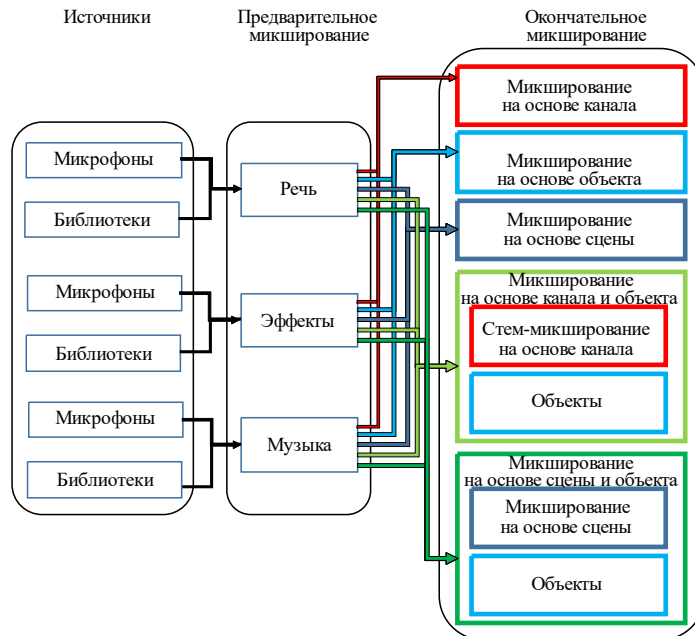 Источники
Предварительное
микширование
Окончательное
микширование
Микрофоны
Библиотеки
Микрофоны
Библиотеки
Микрофоны
Библиотеки
Речь
Эффекты
Музыка
Микширование
на основе канала
Микширование
на основе объекта
Микширование
на основе сцены
Микширование
на основе канала и объекта
Стем-микширование
на основе канала
Объекты
Микширование
на основе сцены и объекта
Микширование
на основе сцены
Объекты